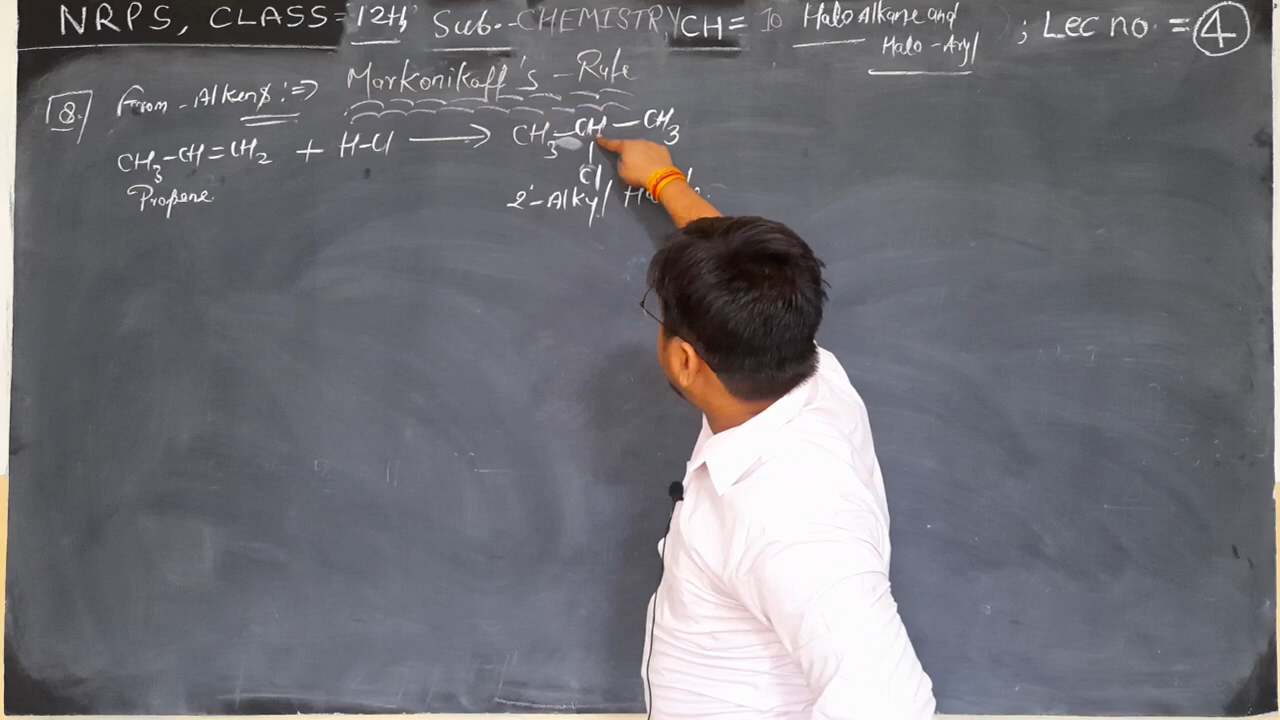 NRPS, CLASS=12th Sub.-CHEMISTRY, CH= 10 Halo Alkane and ; Lec no. = 4
Halo-Aryl
8. From - Alkens :⇒ Markonikoff's - Rule
CH3-CH=CH2 + H-Cl ⟶ CH3-CH-CH3
Cl
Propene 2°-Alkyl